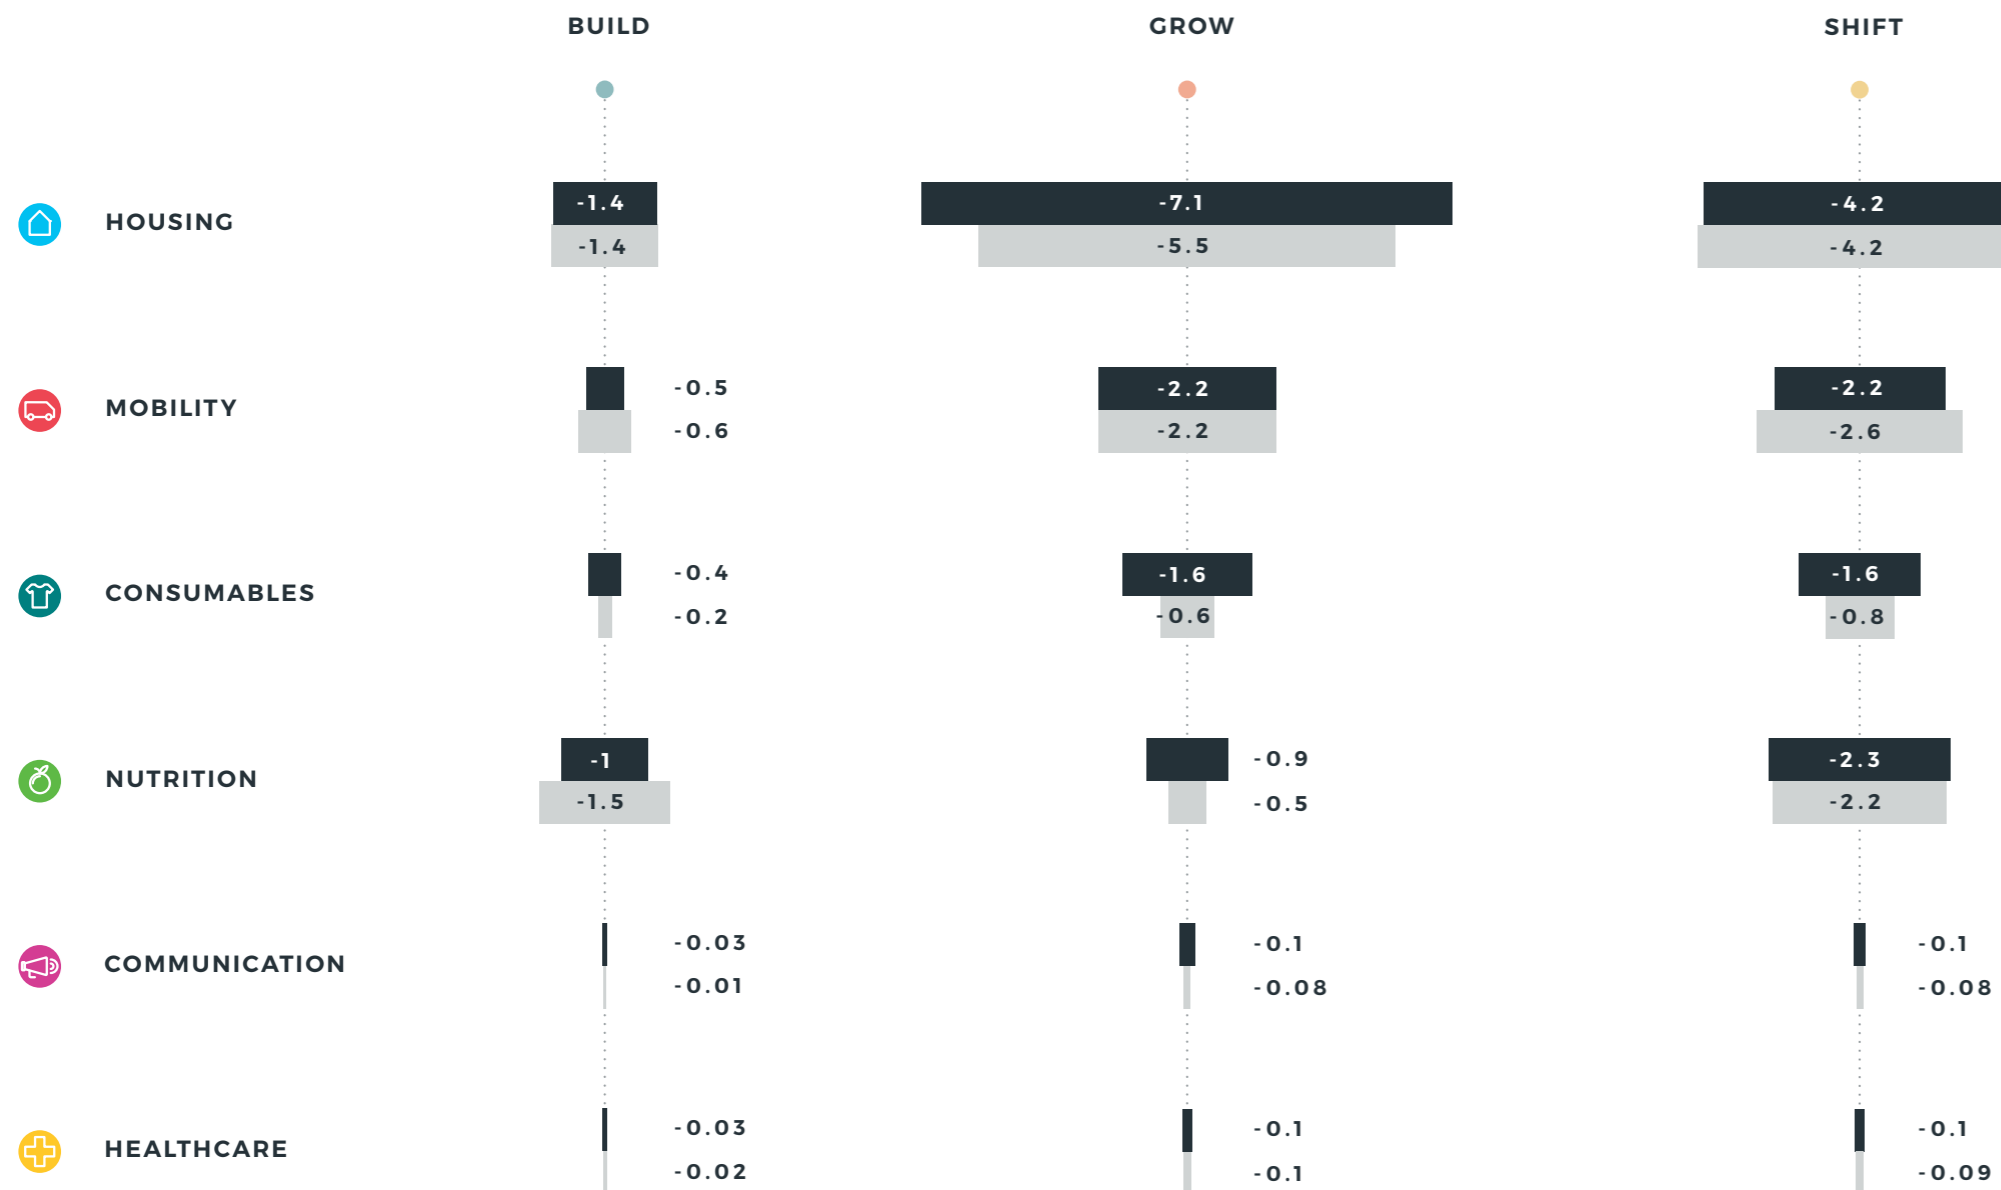 BUILD GROW SHIFT
HOUSING -1.4 -7.1 -4.2
-1.4 -5.5 -4.2
MOBILITY -0.5 -2.2 -2.2
-0.6 -2.2 -2.6
CONSUMABLES -0.4 -1.6 -1.6
-0.2 -0.6 -0.8
NUTRITION -1 -0.9 -2.3
-1.5 -0.5 -2.2
COMMUNICATION -0.03 -0.1 -0.1
-0.01 -0.08 -0.08
HEALTHCARE -0.03 -0.1 -0.1
-0.02 -0.1 -0.09